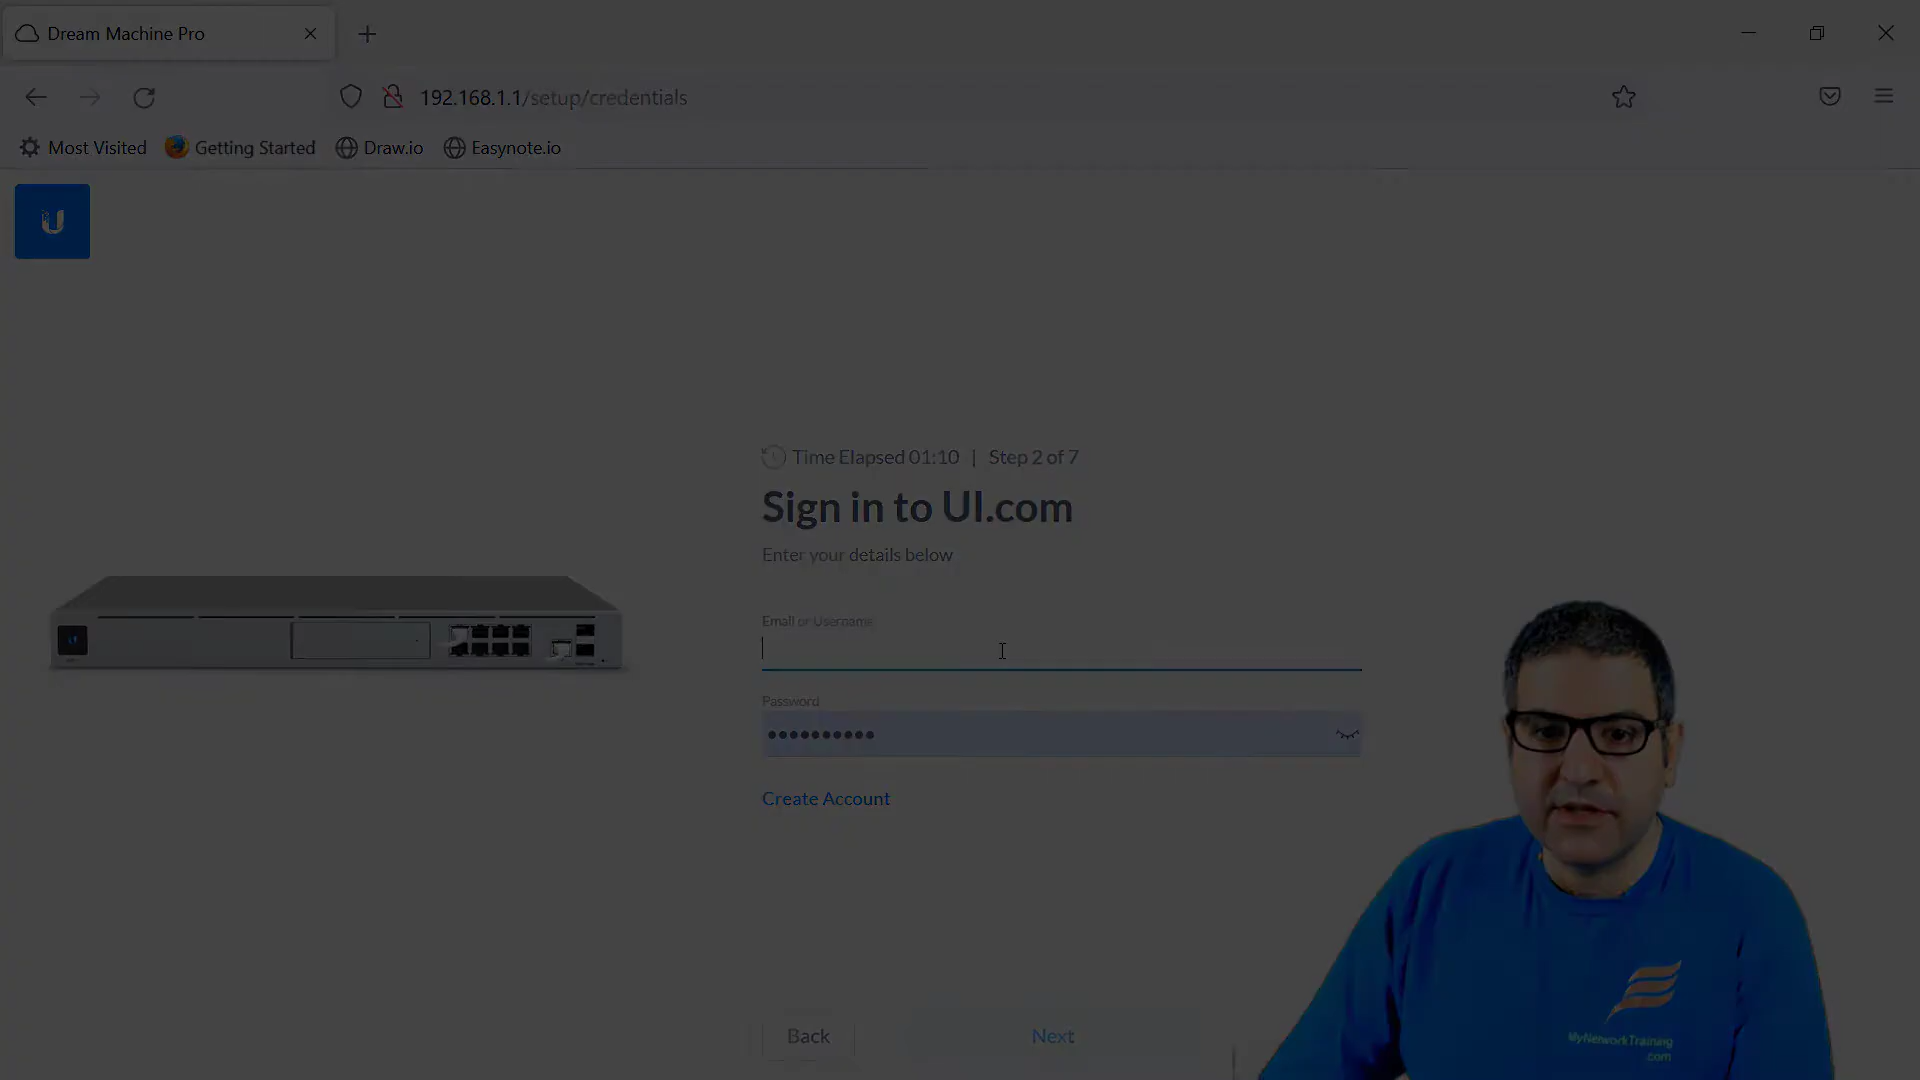 Dream Machine Pro
192.168.1.1/setup/credentials
Most Visited
Getting Started
Draw.io
Easynote.io
U
Time Elapsed 01:10 | Step 2 of 7
Sign in to UI.com
Enter your details below
Email or Username
Password
Create Account
Back
Next
MyNetworkTraining
.com